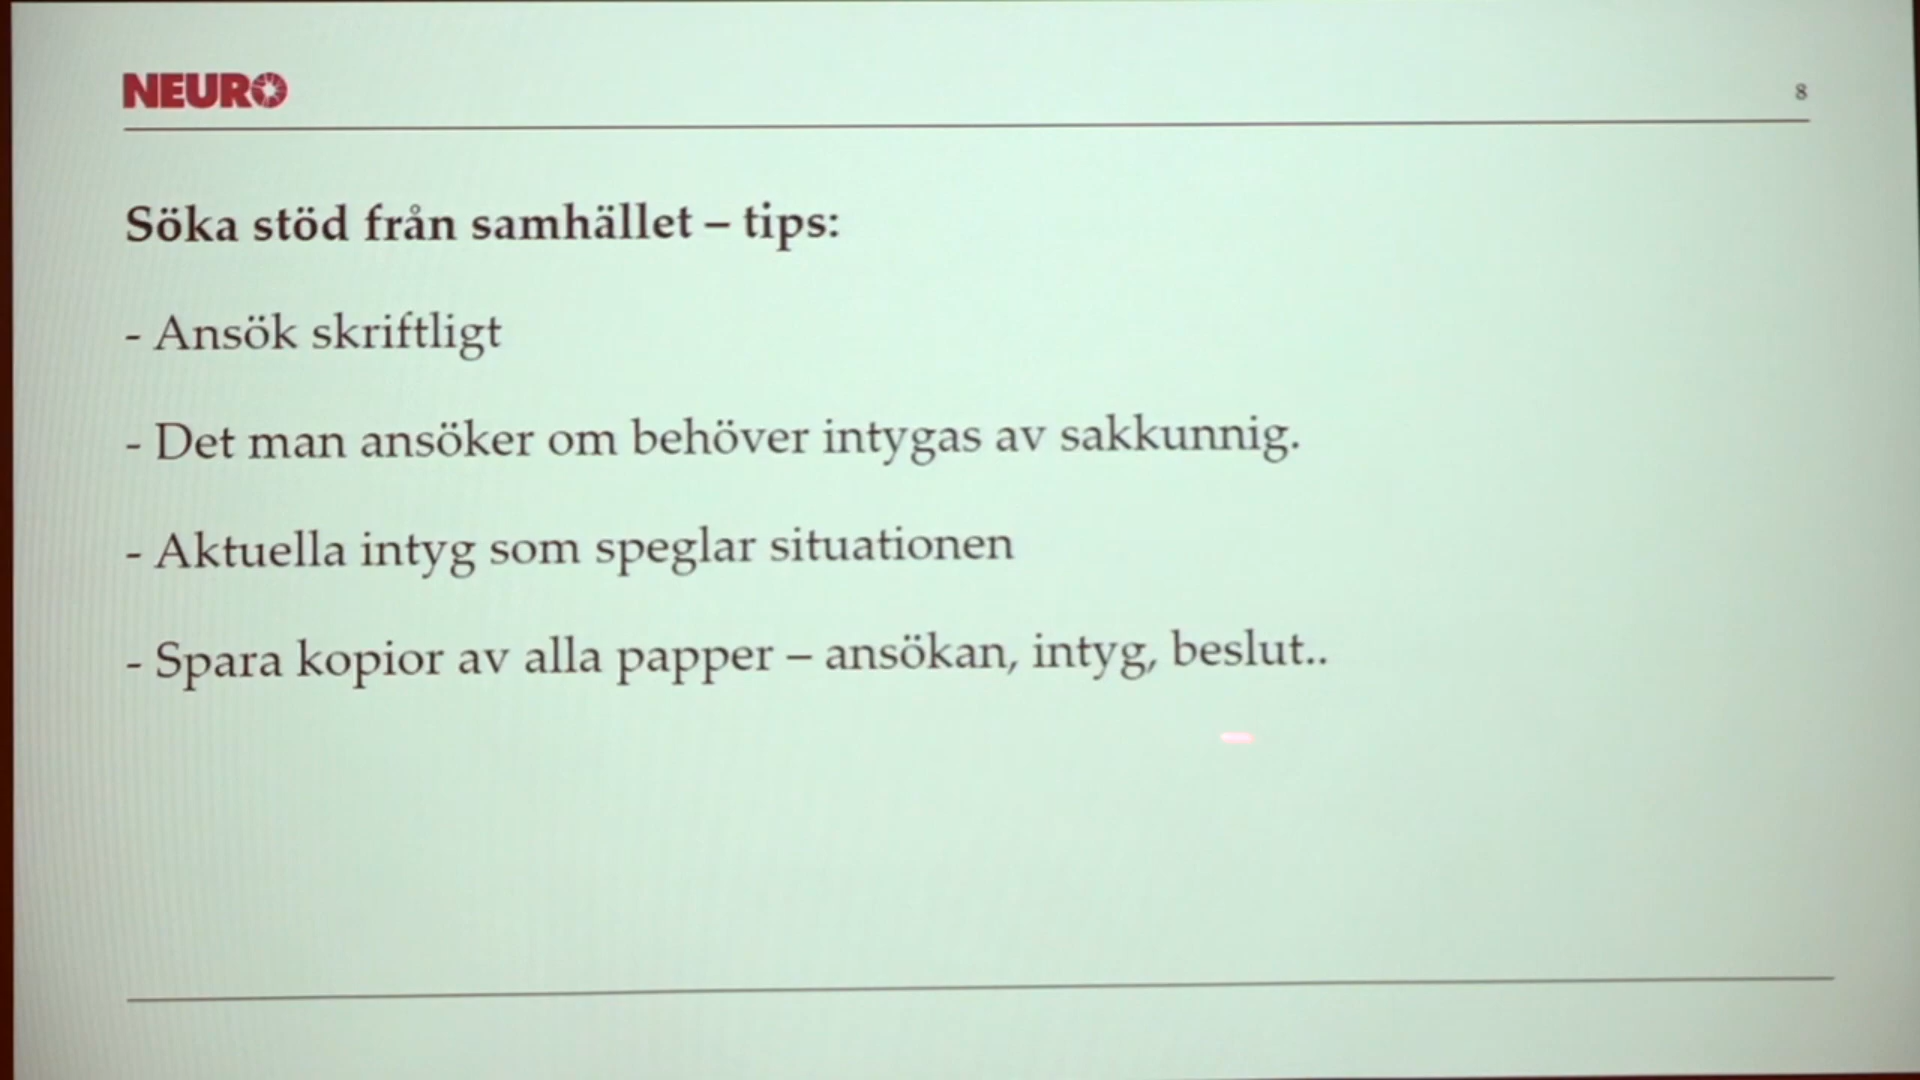 NEURO
8
Söka stöd från samhället – tips:
- Ansök skriftligt
- Det man ansöker om behöver intygas av sakkunnig.
- Aktuella intyg som speglar situationen
- Spara kopior av alla papper – ansökan, intyg, beslut..